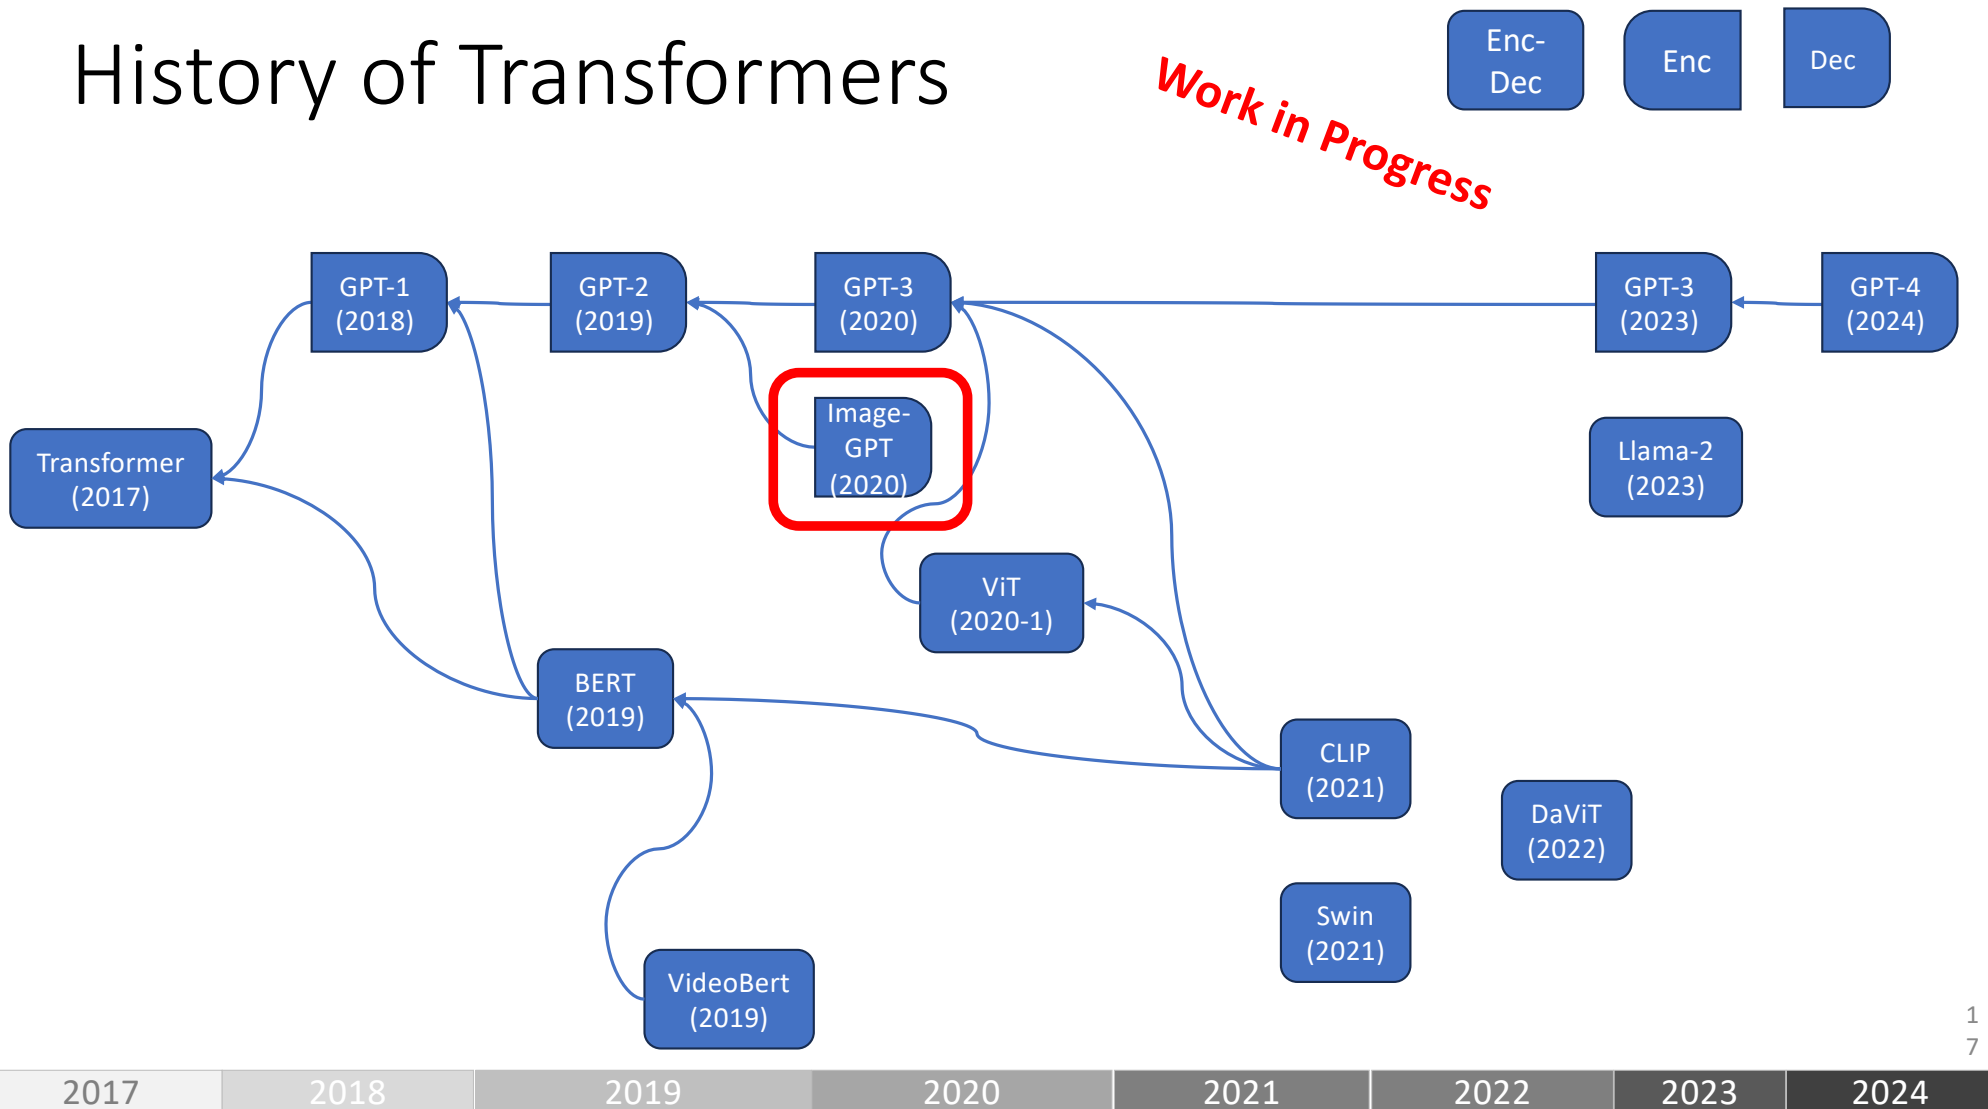 History of Transformers
Work in Progress
Enc-
Dec
Enc
Dec
GPT-1
(2018)
GPT-2
(2019)
GPT-3
(2020)
GPT-3
(2023)
GPT-4
(2024)
Image-
GPT
(2020)
Transformer
(2017)
Llama-2
(2023)
ViT
(2020-1)
BERT
(2019)
CLIP
(2021)
DaViT
(2022)
Swin
(2021)
VideoBert
(2019)
1
7
2017 2018 2019 2020 2021 2022 2023 2024